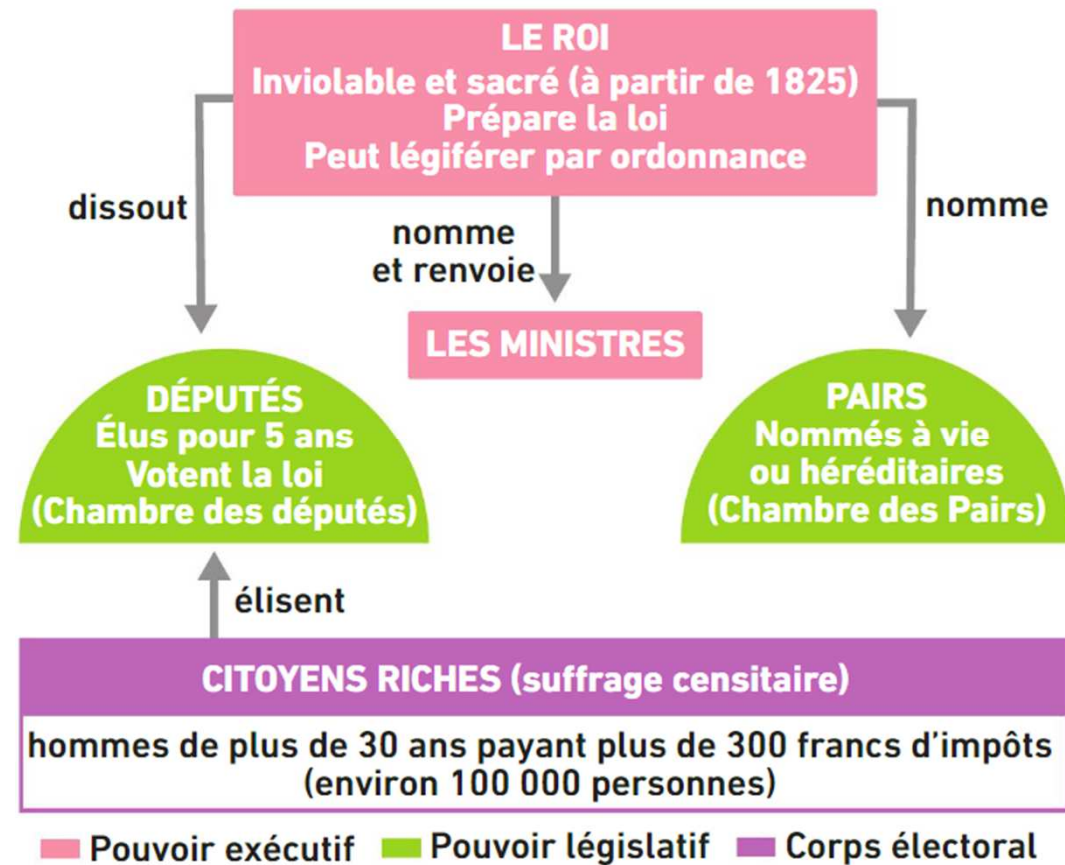 LE ROI
Inviolable et sacré (à partir de 1825)
Prépare la loi
Peut légiférer par ordonnance
dissout
nomme
et renvoie
nomme
LES MINISTRES
DÉPUTÉS
Élus pour 5 ans
Votent la loi
(Chambre des députés)
PAIRS
Nommés à vie
ou héréditaires
(Chambre des Pairs)
élisent
CITOYENS RICHES (suffrage censitaire)
hommes de plus de 30 ans payant plus de 300 francs d'impôts
(environ 100 000 personnes)
Pouvoir exécutif Pouvoir législatif Corps électoral